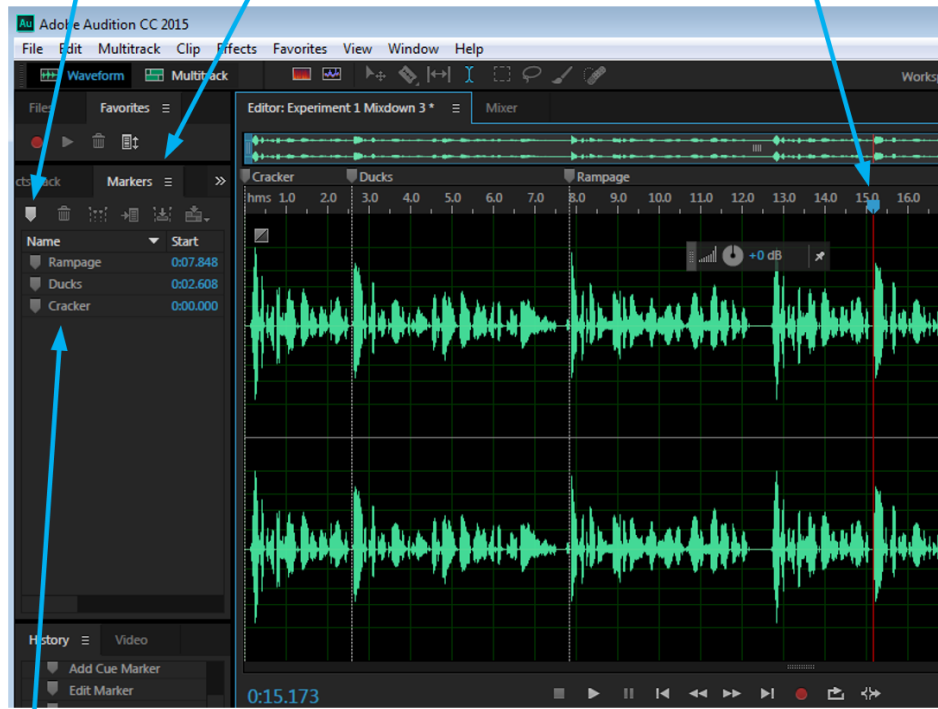 Au Adobe Audition CC 2015
File Edit Multitrack Clip Effects Favorites View Window Help
Waveform Multitrack
Files Favorites
Editor: Experiment 1 Mixdown 3 * Mixer
Markers »
Cracker Ducks Rampage
hms 1.0 2.0 3.0 4.0 5.0 6.0 7.0 8.0 9.0 10.0 11.0 12.0 13.0 14.0 15.0 16.0
Name Start
+0 dB
Rampage 0:07.848
Ducks 0:02.608
Cracker 0:00.000
History Video
Add Cue Marker
Edit Marker
0:15.173